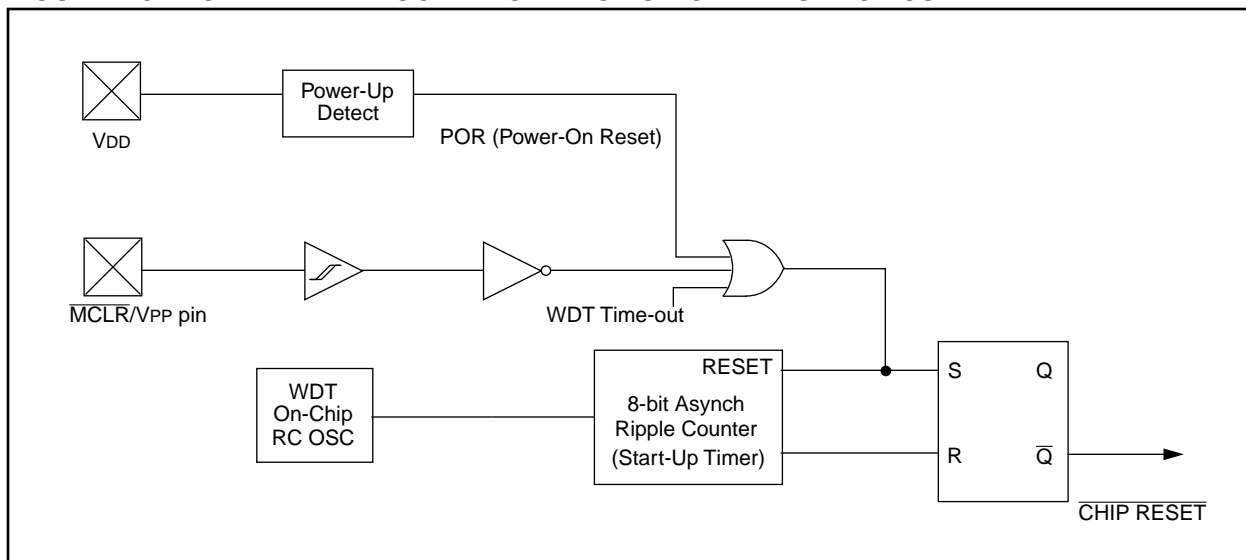 Power-Up
Detect
VDD
POR (Power-On Reset)
MCLR/VPP pin
WDT Time-out
WDT
On-Chip
RC OSC
RESET
8-bit Asynch
Ripple Counter
(Start-Up Timer)
S Q
R Q
CHIP RESET